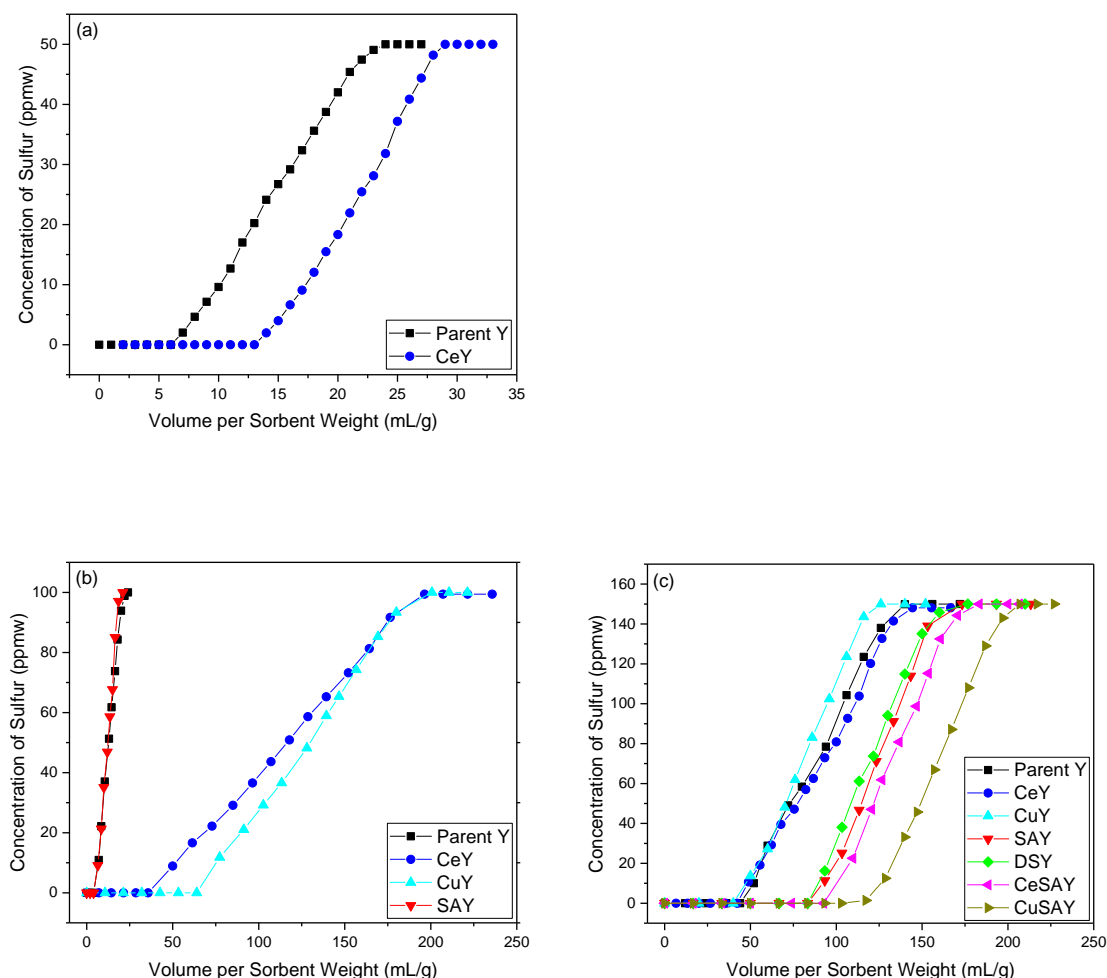 (a)
50
40
30
20
10
0
Concentration of Sulfur (ppmw)
Parent Y
CeY
0 5 10 15 20 25 30 35
Volume per Sorbent Weight (mL/g)
(b)
100
80
60
40
20
0
Concentration of Sulfur (ppmw)
Parent Y
CeY
CuY
SAY
0 50 100 150 200 250
Volume per Sorbent Weight (mL/g)
(c)
160
140
120
100
80
60
40
20
0
Concentration of Sulfur (ppmw)
Parent Y
CeY
CuY
SAY
DSY
CeSAY
CuSAY
0 50 100 150 200 250
Volume per Sorbent Weight (mL/g)